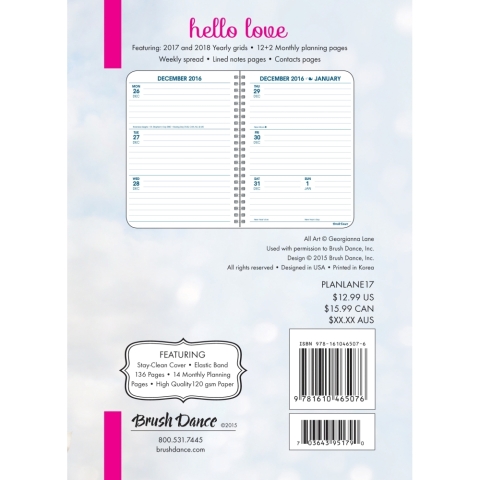 hello love
Featuring: 2017 and 2018 Yearly grids • 12+2 Monthly planning pages
Weekly spread • Lined notes pages • Contacts pages
DECEMBER 2016
MON
26
DEC
TUE
27
DEC
WED
28
DEC
DECEMBER 2016 • JANUARY
THU
29
DEC
FRI
30
DEC
SAT
31
DEC
SUN
1
JAN
BrushDance
All Art © Georgianna Lane
Used with permission to Brush Dance, Inc.
Design © 2015 Brush Dance, Inc.
All rights reserved • Designed in USA • Printed in Korea
PLANLANE17
$12.99 US
$15.99 CAN
$XX.XX AUS
FEATURING
Stay-Clean Cover • Elastic Band
136 Pages • 14 Monthly Planning
Pages • High Quality120 gsm Paper
Brush Dance ©2015
800.531.7445
brushdance.com
ISBN 978-161046507-6
9 781610 465076
7 03643 95179 0